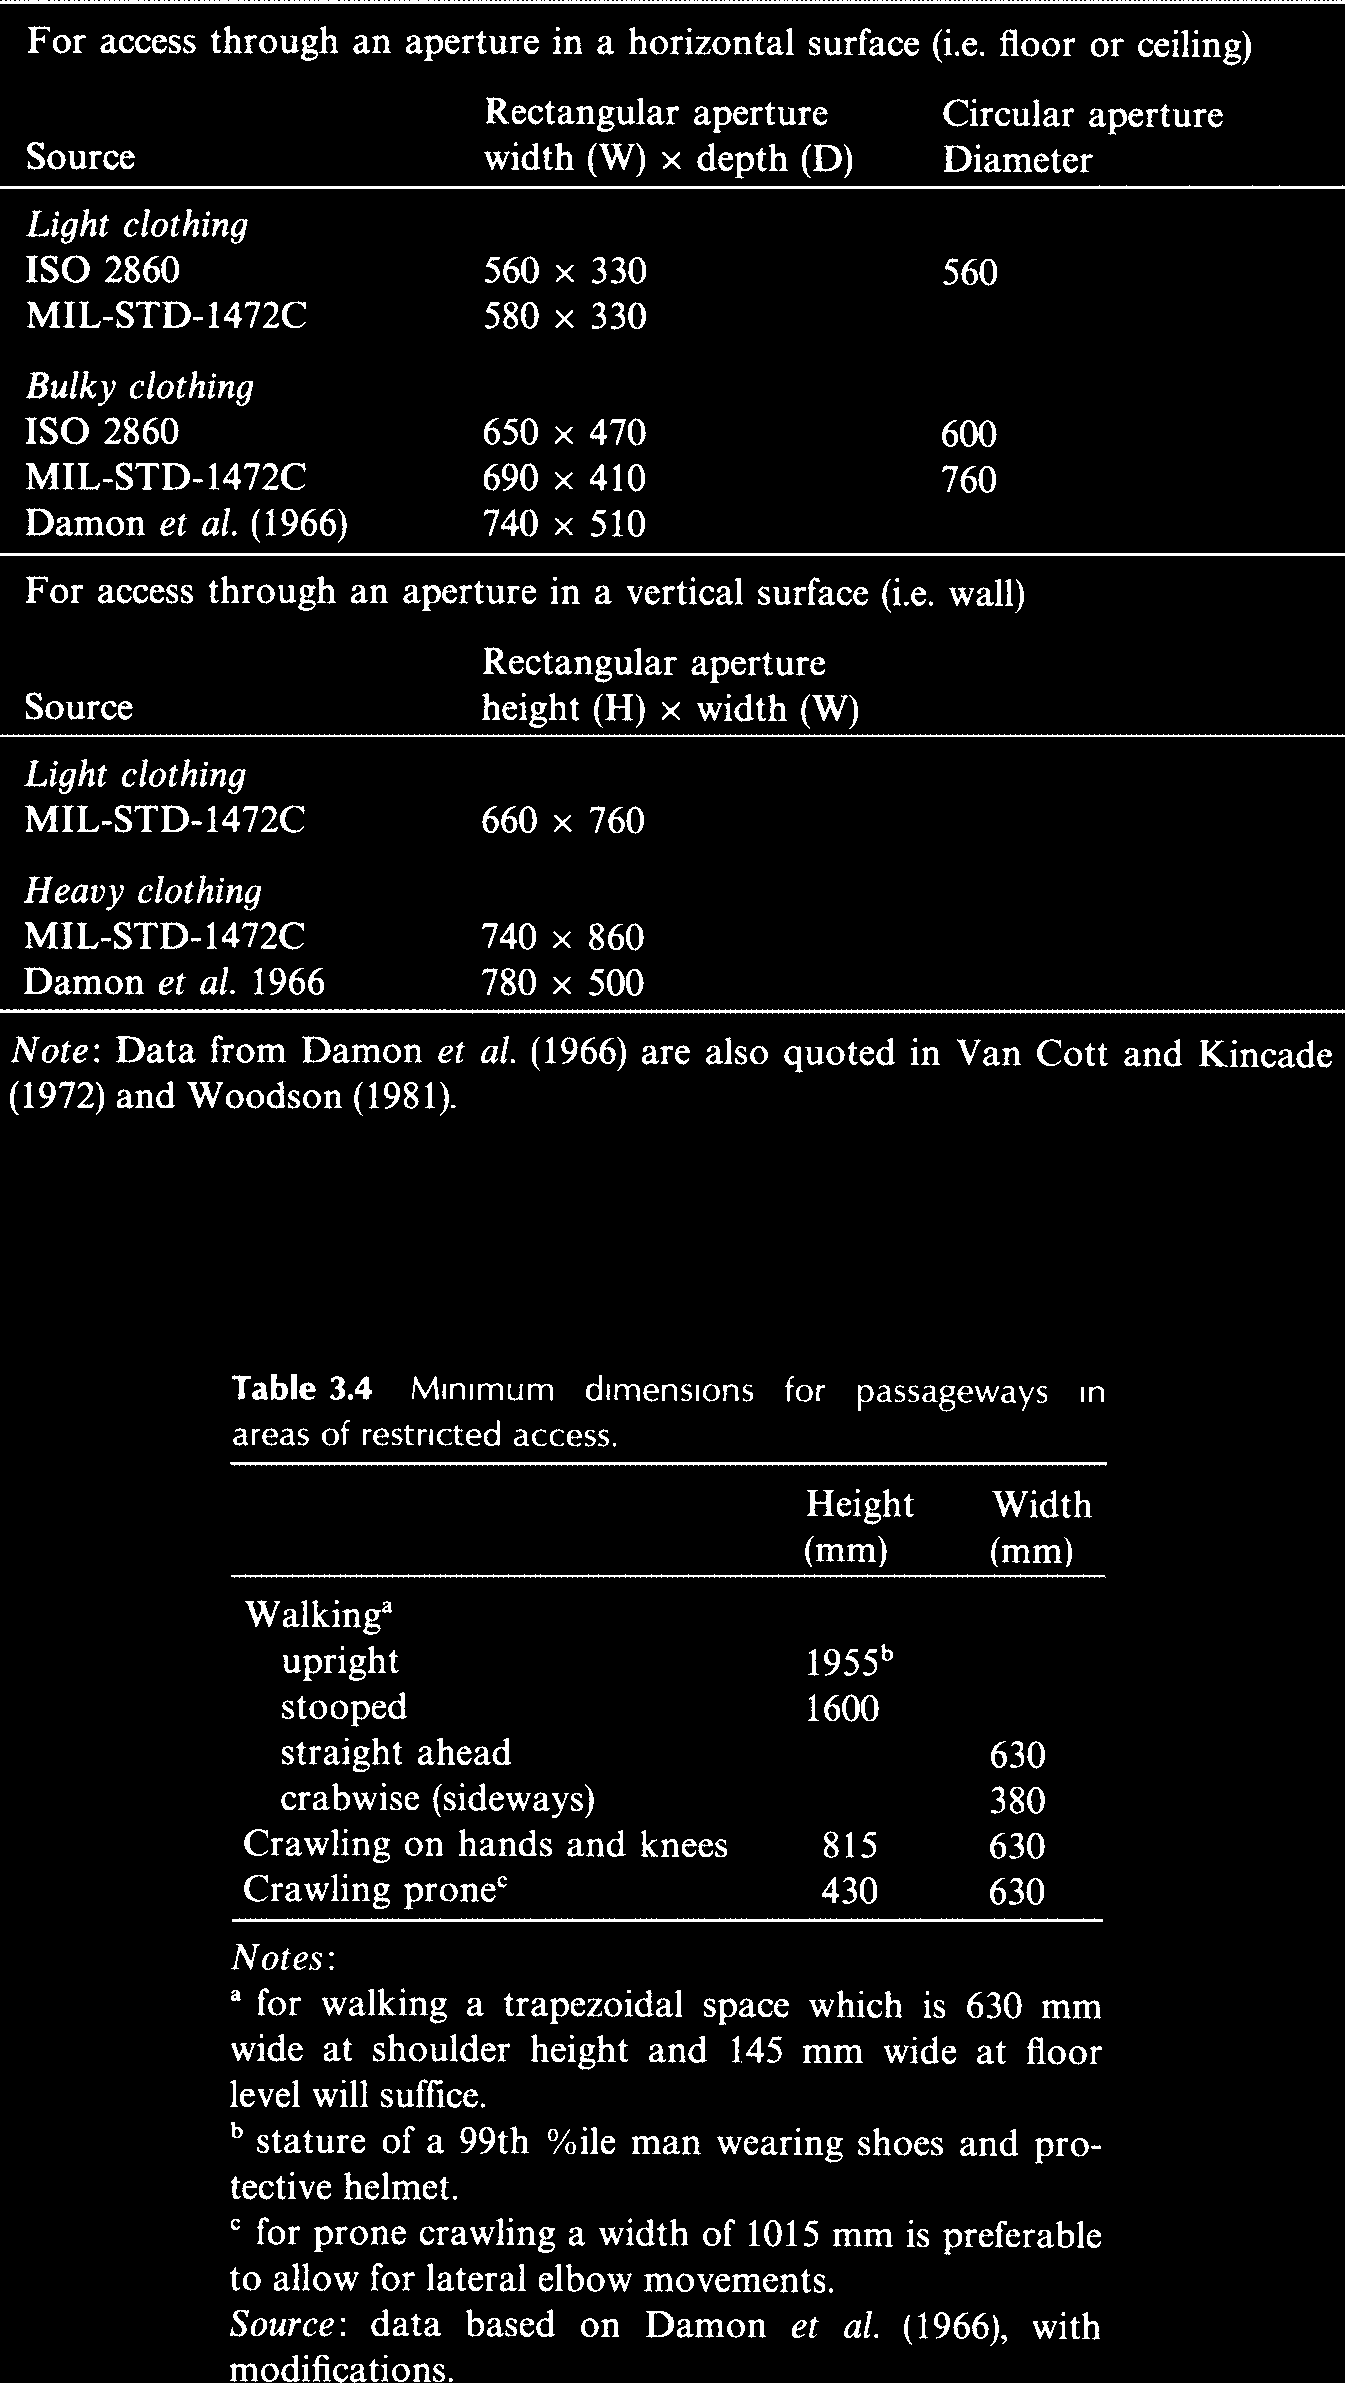 For access through an aperture in a horizontal surface (i.e. floor or ceiling)
Rectangular aperture Circular aperture
Source width (W) x depth (D) Diameter
Light clothing
ISO 2860 560 x 330 560
MIL-STD-1472C 580 x 330
Bulky clothing
ISO 2860 650 x 470 600
MIL-STD-1472C 690 x 410 760
Damon et al. (1966) 740 x 510
For access through an aperture in a vertical surface (i.e. wall)
Rectangular aperture
Source height (H) x width (W)
Light clothing
MIL-STD-1472C 660 x 760
Heavy clothing
MIL-STD-1472C 740 x 860
Damon et al. 1966 780 x 500
Note: Data from Damon et al. (1966) are also quoted in Van Cott and Kincade
(1972) and Woodson (1981).
Table 3.4 Minimum dimensions for passageways in
areas of restricted access.
Height Width
(mm) (mm)
Walkingᵃ
upright 1955ᵇ
stooped 1600
straight ahead 630
crabwise (sideways) 380
Crawling on hands and knees 815 630
Crawling proneᶜ 430 630
Notes:
ᵃ for walking a trapezoidal space which is 630 mm
wide at shoulder height and 145 mm wide at floor
level will suffice.
ᵇ stature of a 99th %ile man wearing shoes and pro-
tective helmet.
ᶜ for prone crawling a width of 1015 mm is preferable
to allow for lateral elbow movements.
Source: data based on Damon et al. (1966), with
modifications.